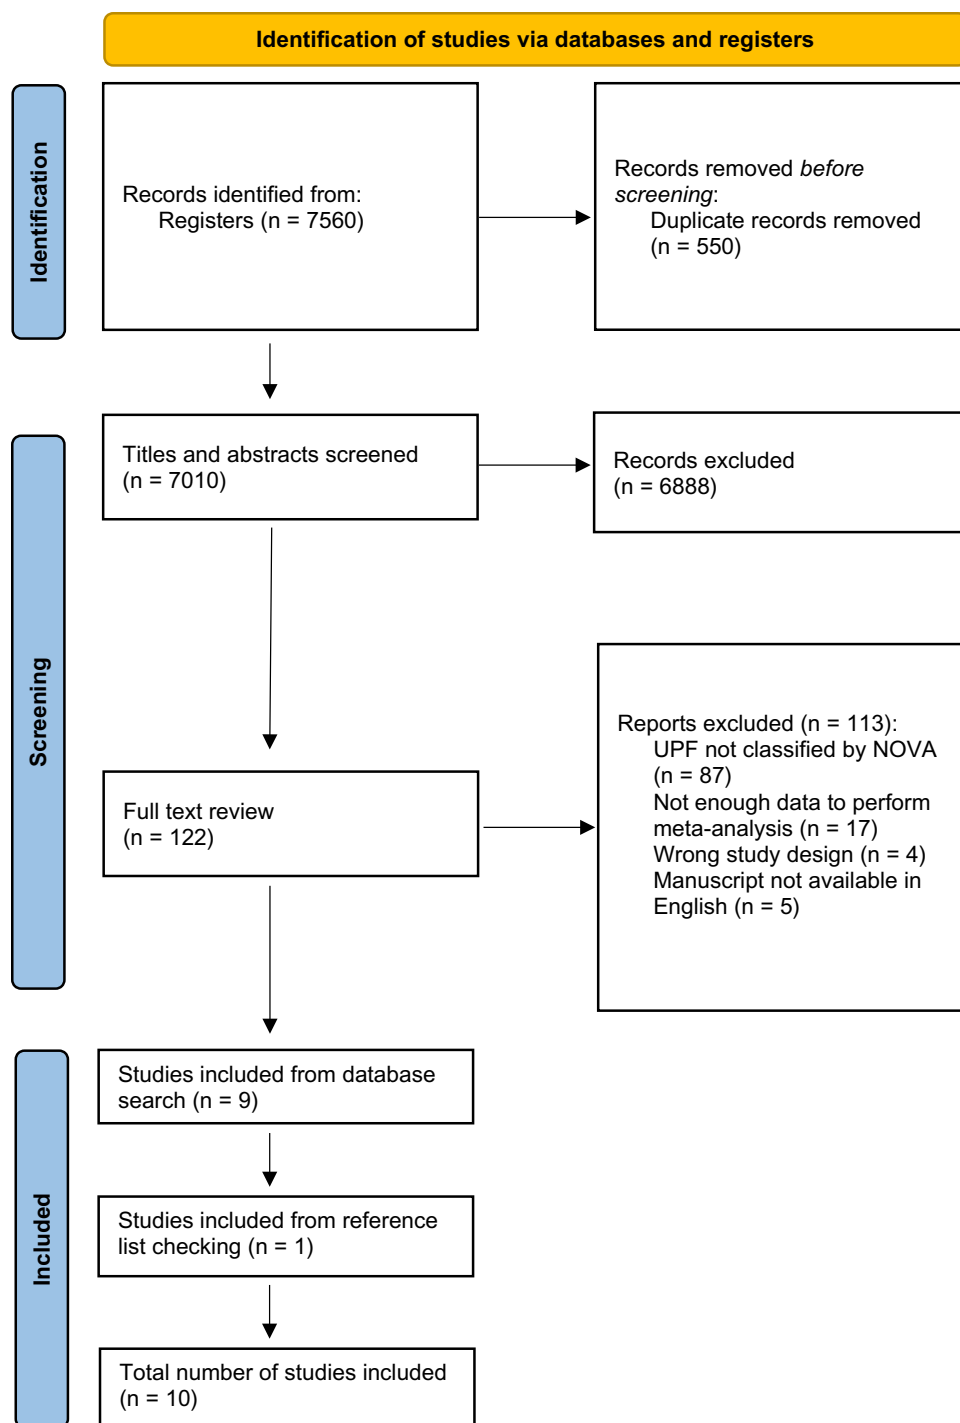 Identification of studies via databases and registers
Identification
Records identified from:
Registers (n = 7560)
Records removed before
screening:
Duplicate records removed
(n = 550)
Screening
Titles and abstracts screened
(n = 7010)
Records excluded
(n = 6888)
Full text review
(n = 122)
Reports excluded (n = 113):
UPF not classified by NOVA
(n = 87)
Not enough data to perform
meta-analysis (n = 17)
Wrong study design (n = 4)
Manuscript not available in
English (n = 5)
Included
Studies included from database
search (n = 9)
Studies included from reference
list checking (n = 1)
Total number of studies included
(n = 10)